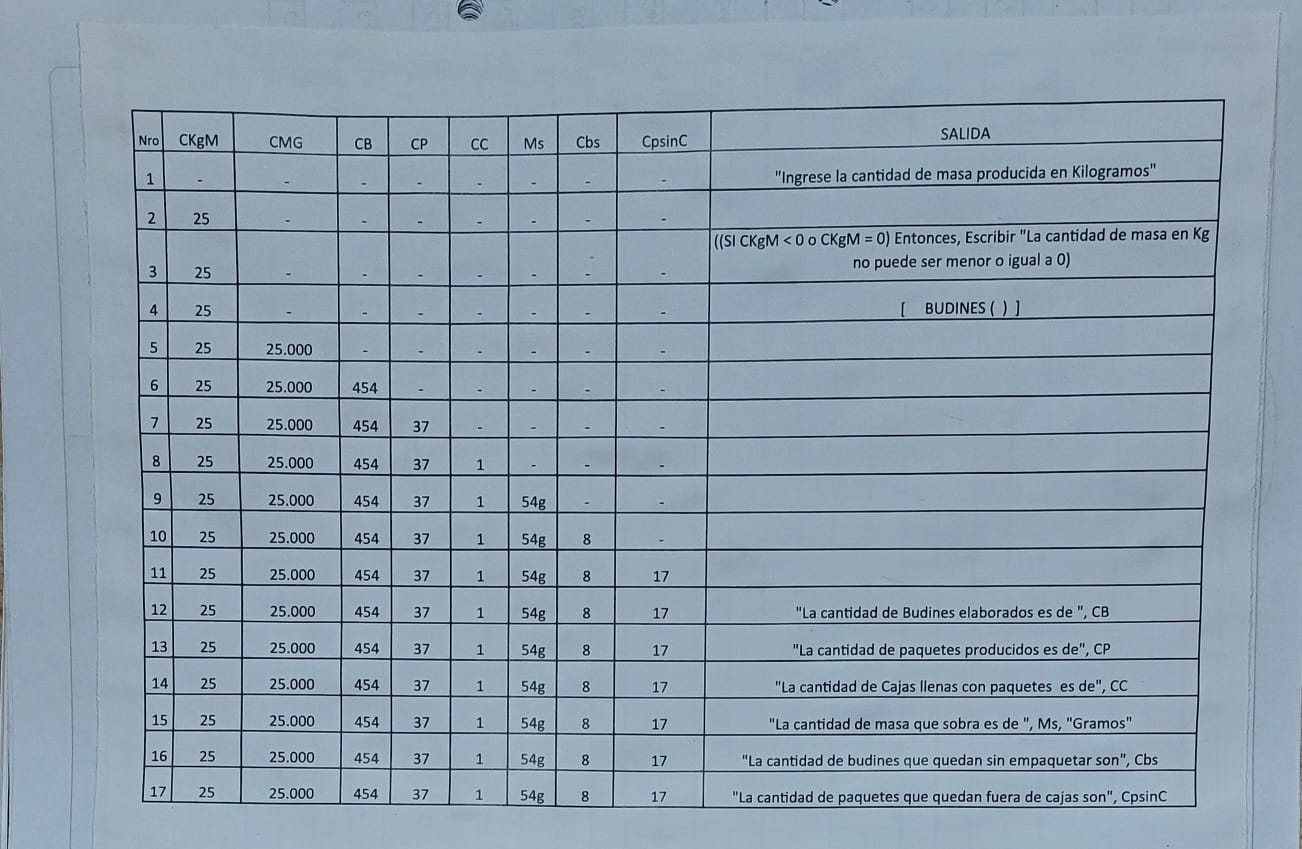 Nro CKgM CMG CB CP CC Ms Cbs CpsinC SALIDA
1 - - - - - - - - "Ingrese la cantidad de masa producida en Kilogramos"
2 25 - - - - - - -
((SI CKgM < 0 o CKgM = 0) Entonces, Escribir "La cantidad de masa en Kg
3 25 - - - - - - - no puede ser menor o igual a 0)
4 25 - - - - - - - [ BUDINES ( ) ]
5 25 25.000 - - - - - -
6 25 25.000 454 - - - - -
7 25 25.000 454 37 - - - -
8 25 25.000 454 37 1 - - -
9 25 25.000 454 37 1 54g - -
10 25 25.000 454 37 1 54g 8 -
11 25 25.000 454 37 1 54g 8 17
12 25 25.000 454 37 1 54g 8 17 "La cantidad de Budines elaborados es de ", CB
13 25 25.000 454 37 1 54g 8 17 "La cantidad de paquetes producidos es de", CP
14 25 25.000 454 37 1 54g 8 17 "La cantidad de Cajas llenas con paquetes es de", CC
15 25 25.000 454 37 1 54g 8 17 "La cantidad de masa que sobra es de ", Ms, "Gramos"
16 25 25.000 454 37 1 54g 8 17 "La cantidad de budines que quedan sin empaquetar son", Cbs
17 25 25.000 454 37 1 54g 8 17 "La cantidad de paquetes que quedan fuera de cajas son", CpsinC